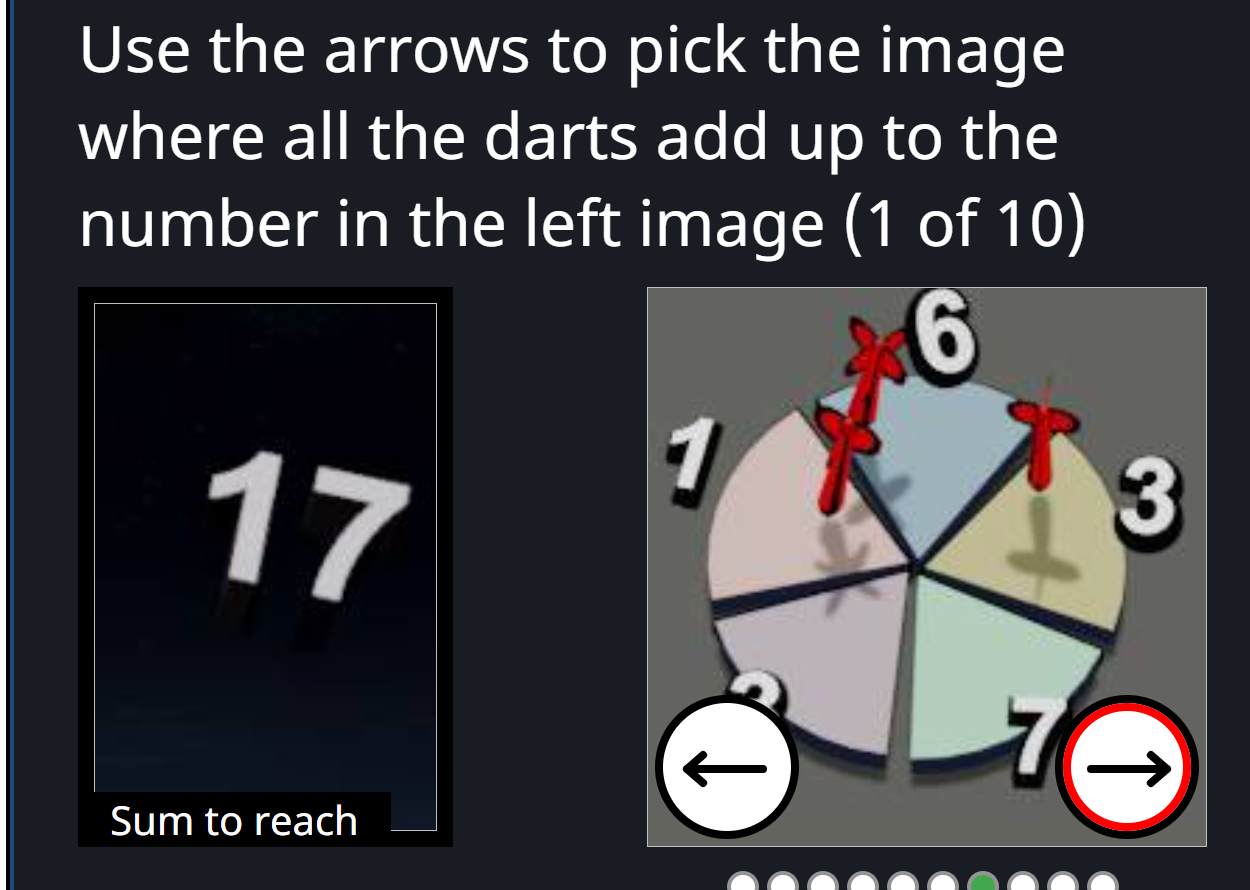 Use the arrows to pick the image
where all the darts add up to the
number in the left image (1 of 10)
17
Sum to reach
6
1
3
7